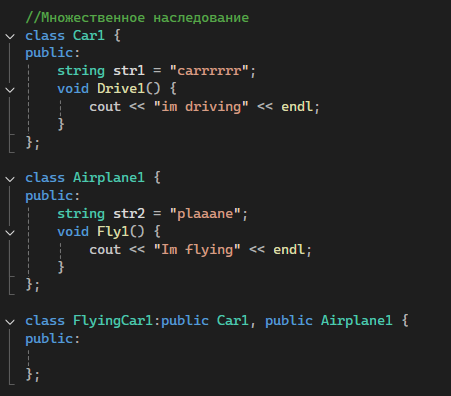 //Множественное наследование
class Car1 {
public:
string str1 = "carrrrrr";
void Drive1() {
cout << "im driving" << endl;
}
};
class Airplane1 {
public:
string str2 = "plaaane";
void Fly1() {
cout << "Im flying" << endl;
}
};
class FlyingCar1:public Car1, public Airplane1 {
public:
};